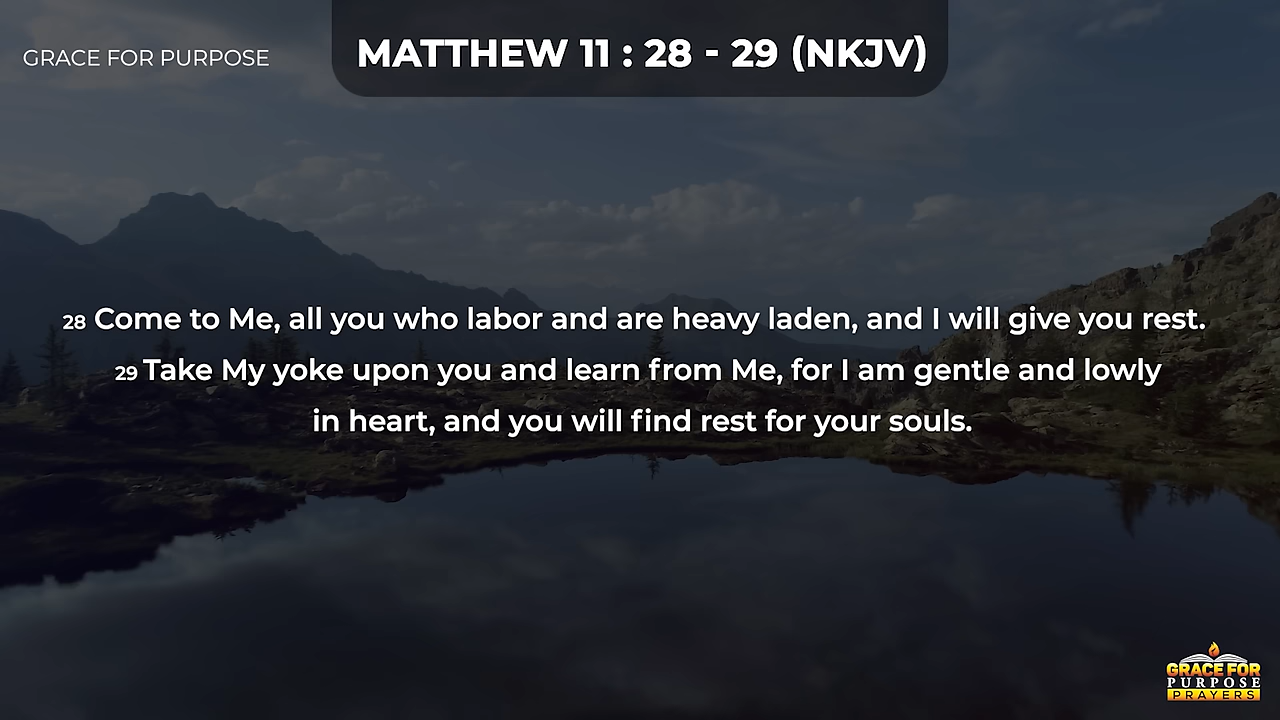 GRACE FOR PURPOSE
MATTHEW 11 : 28 - 29 (NKJV)
28 Come to Me, all you who labor and are heavy laden, and I will give you rest.
29 Take My yoke upon you and learn from Me, for I am gentle and lowly
in heart, and you will find rest for your souls.
GRACE FOR
PURPOSE
PRAYERS